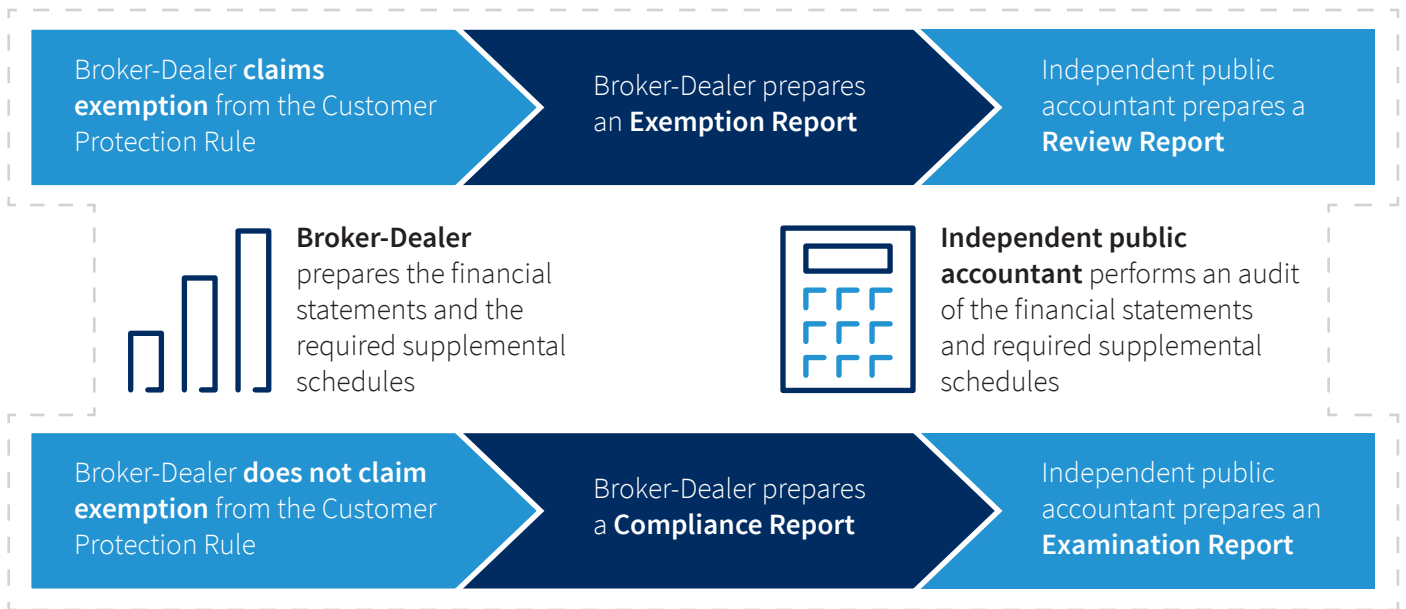 Broker-Dealer claims
exemption from the Customer
Protection Rule
Broker-Dealer prepares
an Exemption Report
Independent public
accountant prepares a
Review Report
Broker-Dealer
prepares the financial
statements and the
required supplemental
schedules
Independent public
accountant performs an audit
of the financial statements
and required supplemental
schedules
Broker-Dealer does not claim
exemption from the Customer
Protection Rule
Broker-Dealer prepares
a Compliance Report
Independent public
accountant prepares an
Examination Report